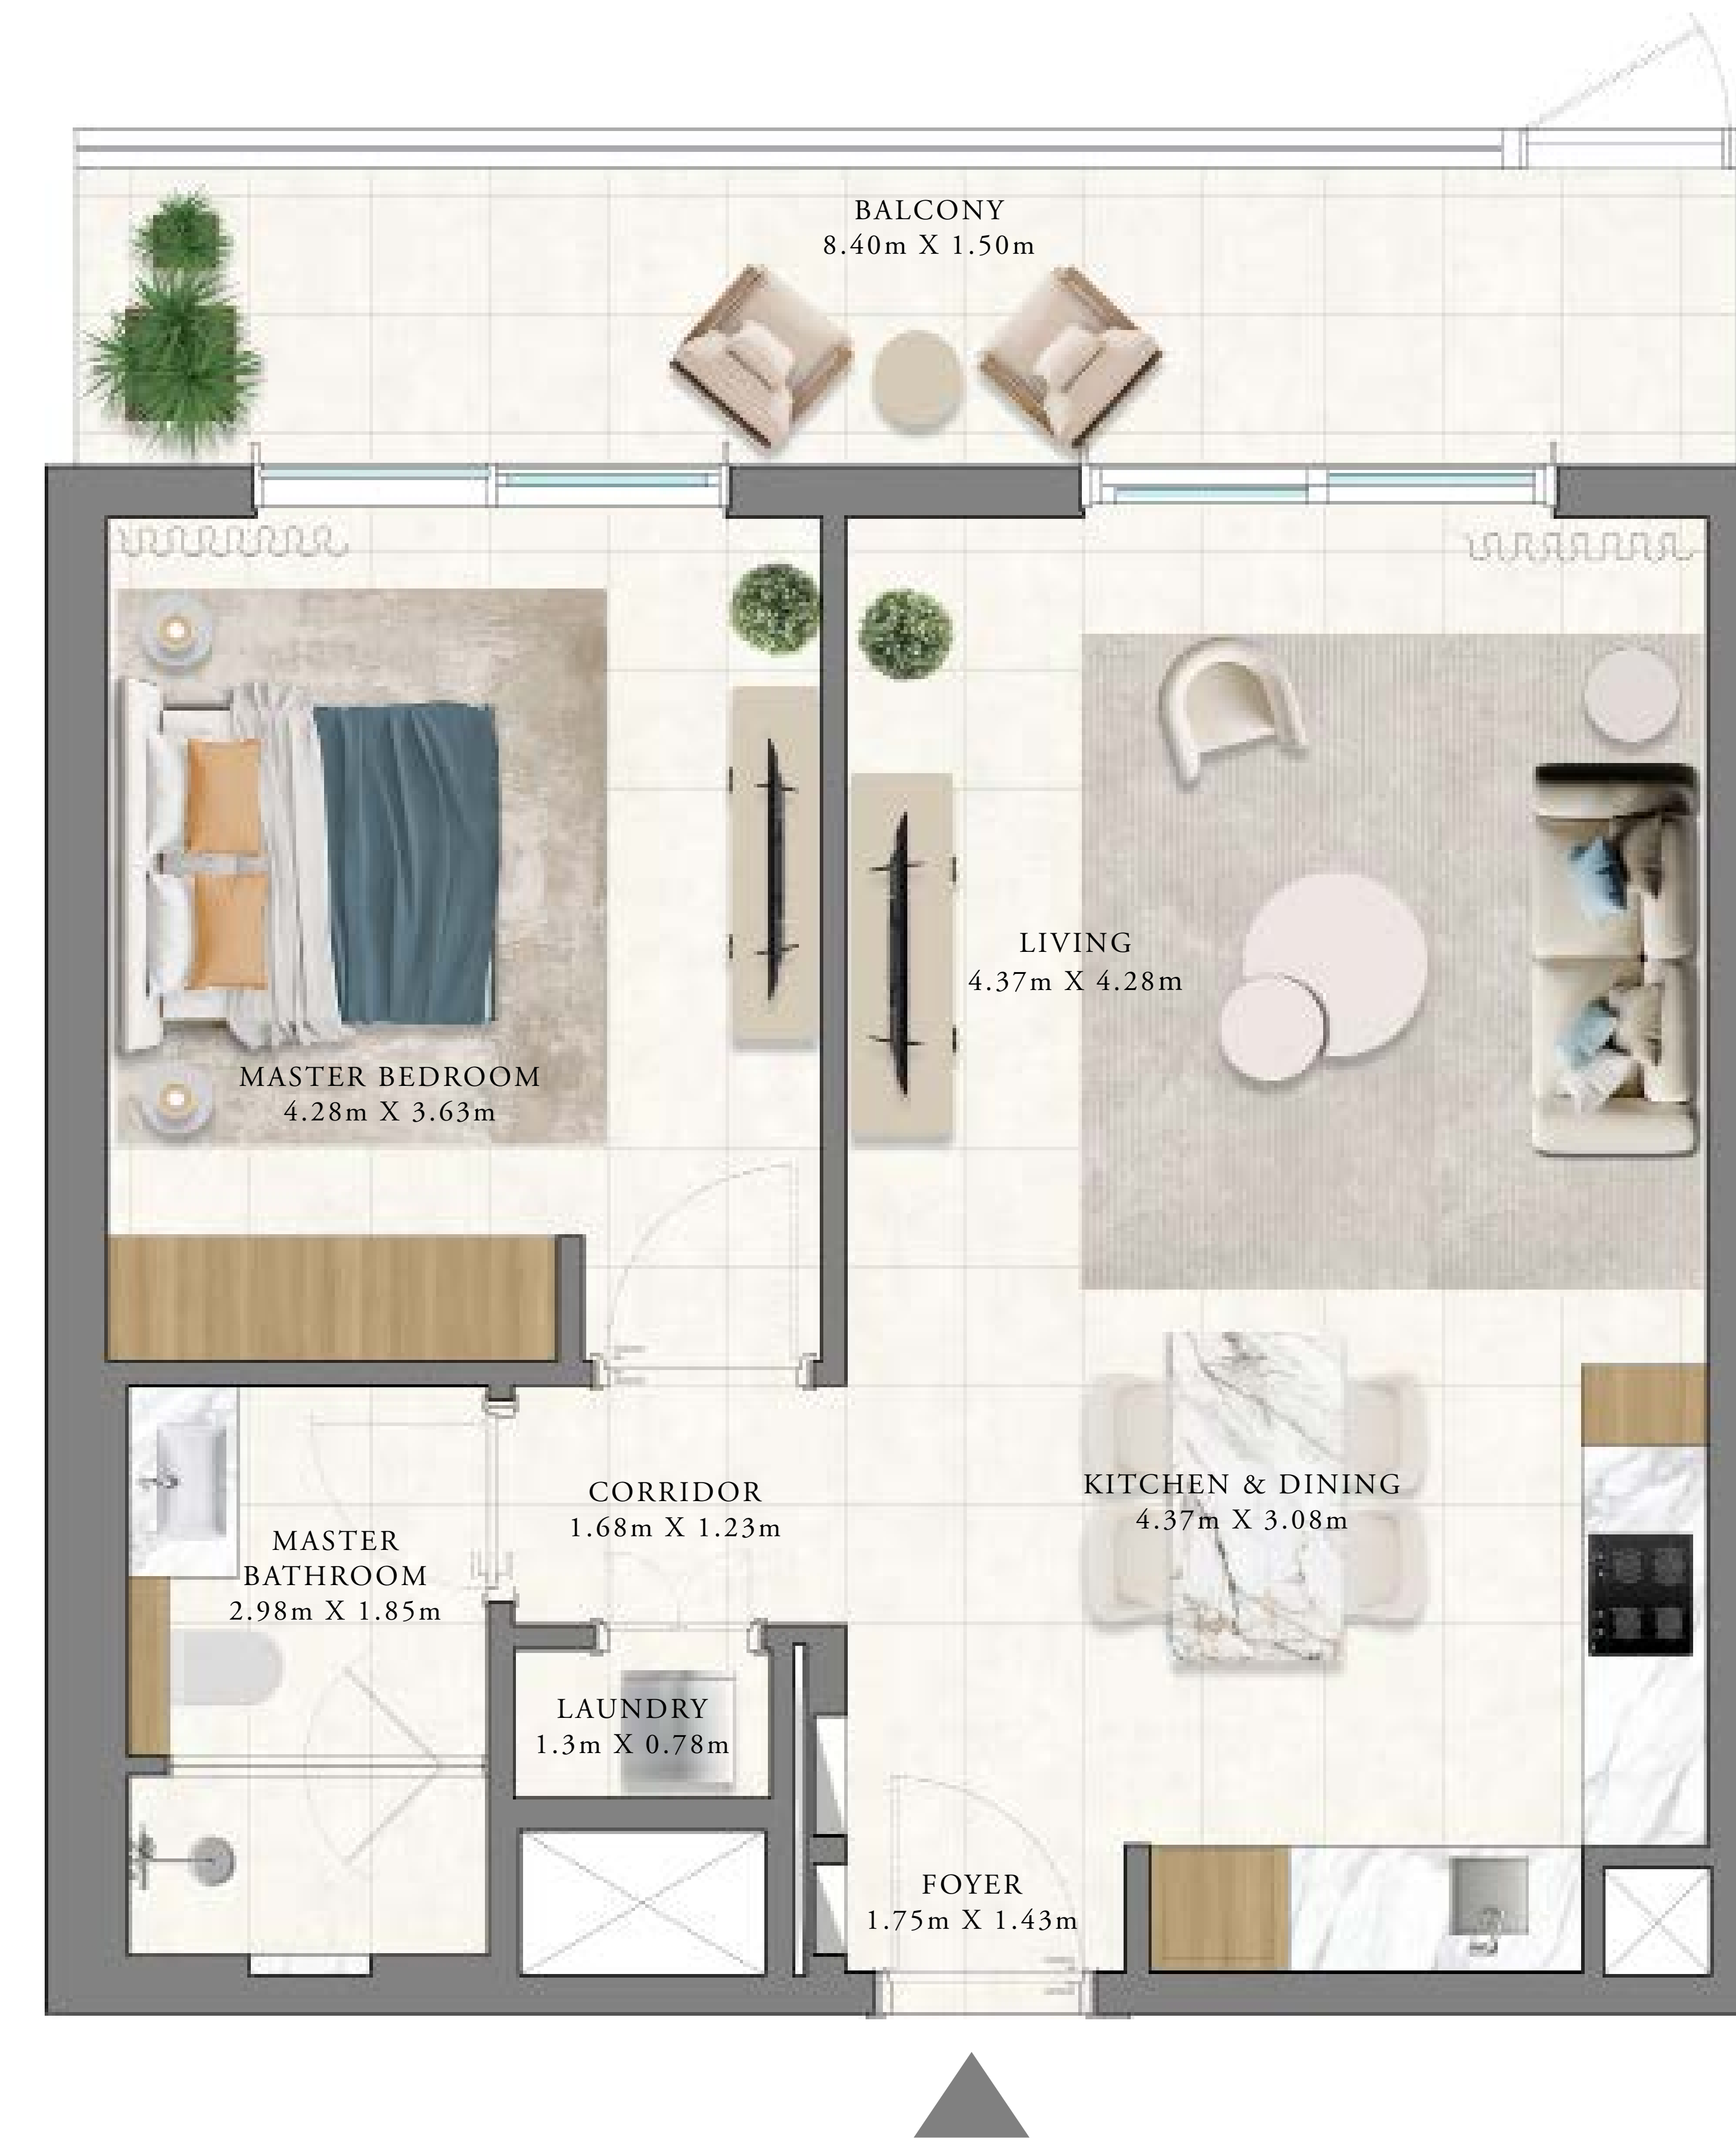 BALCONY
8.40m X 1.50m
LIVING
4.37m X 4.28m
MASTER BEDROOM
4.28m X 3.63m
KITCHEN & DINING
4.37m X 3.08m
CORRIDOR
1.68m X 1.23m
MASTER
BATHROOM
2.98m X 1.85m
LAUNDRY
1.3m X 0.78m
FOYER
1.75m X 1.43m